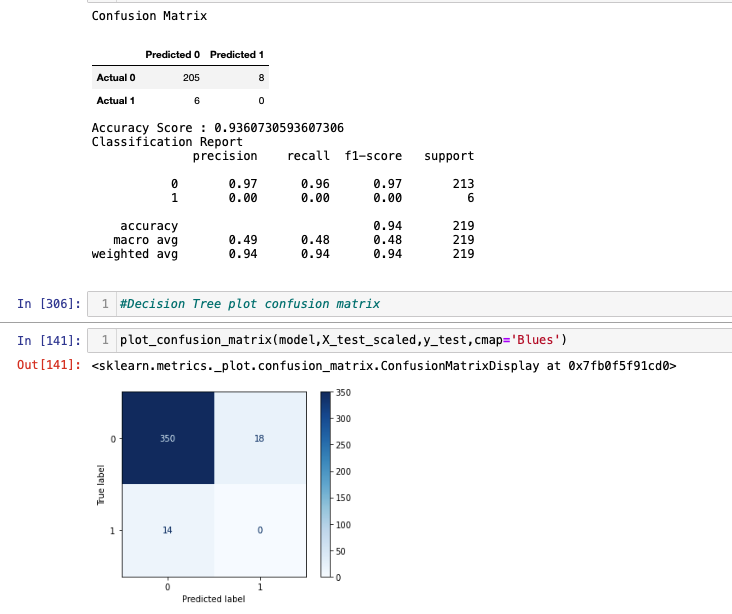 Confusion Matrix
Predicted 0 Predicted 1
Actual 0 205 8
Actual 1 6 0
Accuracy Score : 0.9360730593607306
Classification Report
precision recall f1-score support
0 0.97 0.96 0.97 213
1 0.00 0.00 0.00 6
accuracy 0.94 219
macro avg 0.49 0.48 0.48 219
weighted avg 0.94 0.94 0.94 219
In [306]: 1 #Decision Tree plot confusion matrix
In [141]: 1 plot_confusion_matrix(model,X_test_scaled,y_test,cmap='Blues')
Out[141]: <sklearn.metrics._plot.confusion_matrix.ConfusionMatrixDisplay at 0x7fb0f5f91cd0>
350
300
250
200
150
100
50
0
True label
0 350 18
1 14 0
0 1
Predicted label